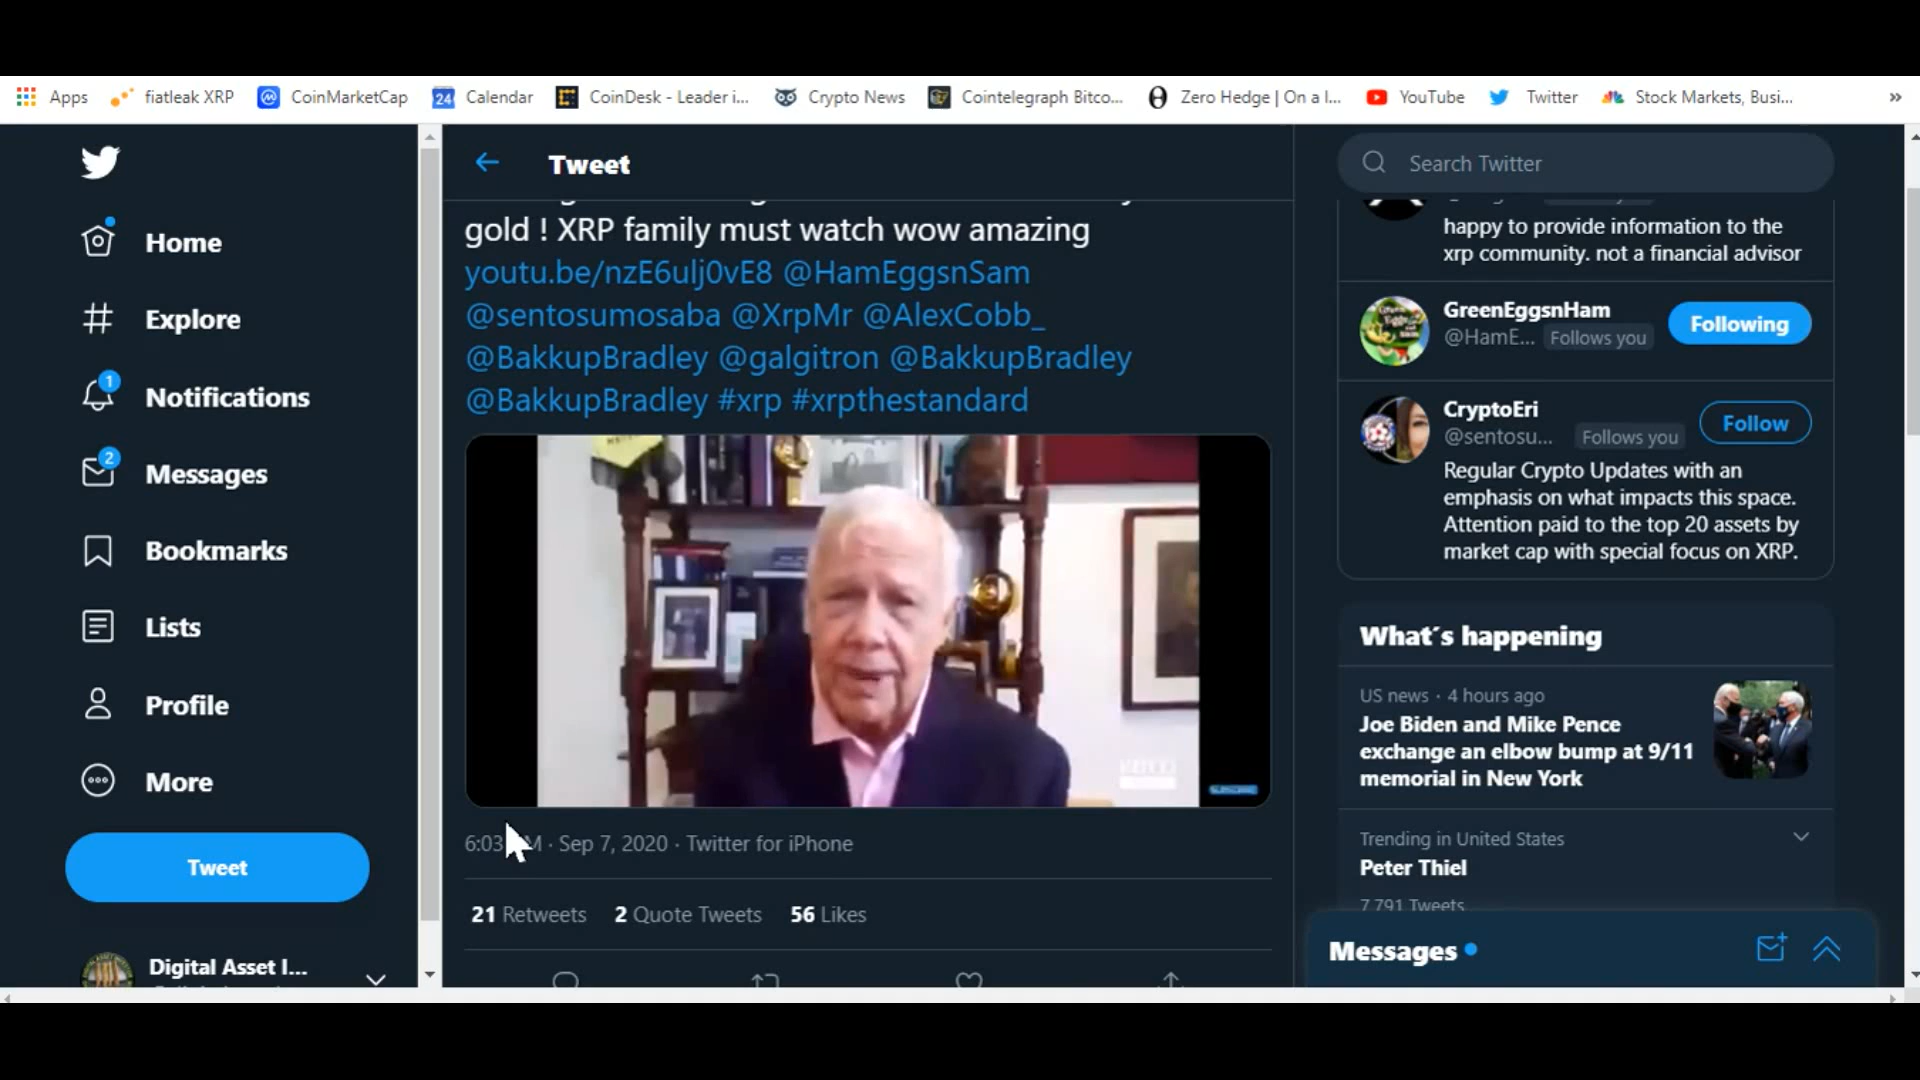 Apps
fiatleak XRP
CoinMarketCap
24
Calendar
CoinDesk - Leader i...
Crypto News
Cointelegraph Bitco...
Zero Hedge | On a l...
YouTube
Twitter
Stock Markets, Busi...
»
Home
Explore
1
Notifications
2
Messages
Bookmarks
Lists
Profile
More
Tweet
Digital Asset I...
Tweet
gold ! XRP family must watch wow amazing
youtu.be/nzE6ulj0vE8 @HamEggsnSam
@sentosumosaba @XrpMr @AlexCobb_
@BakkupBradley @galgitron @BakkupBradley
@BakkupBradley #xrp #xrpthestandard
6:03 M · Sep 7, 2020 · Twitter for iPhone
21 Retweets 2 Quote Tweets 56 Likes
Search Twitter
happy to provide information to the
xrp community. not a financial advisor
GreenEggsnHam
@HamE... Follows you
Following
CryptoEri
@sentosu... Follows you
Follow
Regular Crypto Updates with an
emphasis on what impacts this space.
Attention paid to the top 20 assets by
market cap with special focus on XRP.
What´s happening
US news · 4 hours ago
Joe Biden and Mike Pence
exchange an elbow bump at 9/11
memorial in New York
Trending in United States
Peter Thiel
7,791 Tweets
Messages